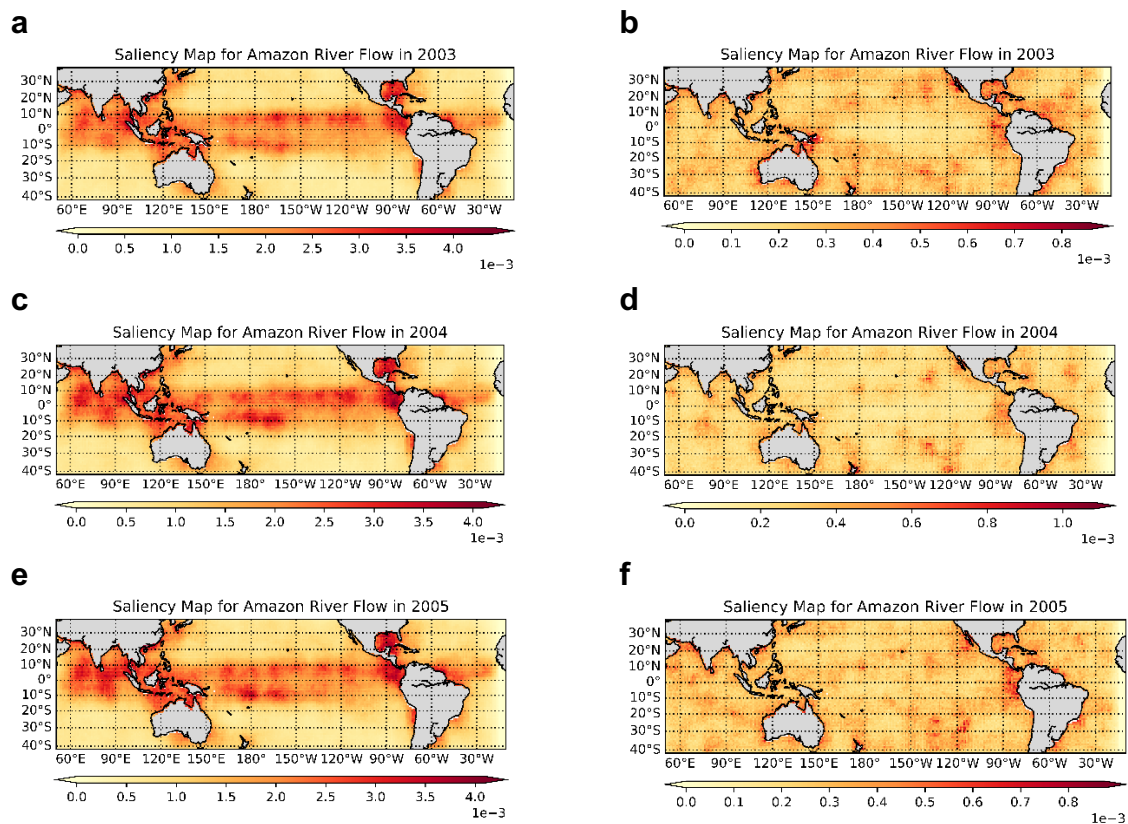 a
Saliency Map for Amazon River Flow in 2003
30°N
20°N
10°N
0°
10°S
20°S
30°S
40°S
60°E 90°E 120°E 150°E 180° 150°W 120°W 90°W 60°W 30°W
0.0 0.5 1.0 1.5 2.0 2.5 3.0 3.5 4.0
1e−3
b
Saliency Map for Amazon River Flow in 2003
30°N
20°N
10°N
0°
10°S
20°S
30°S
40°S
60°E 90°E 120°E 150°E 180° 150°W 120°W 90°W 60°W 30°W
0.0 0.1 0.2 0.3 0.4 0.5 0.6 0.7 0.8
1e−3
c
Saliency Map for Amazon River Flow in 2004
30°N
20°N
10°N
0°
10°S
20°S
30°S
40°S
60°E 90°E 120°E 150°E 180° 150°W 120°W 90°W 60°W 30°W
0.0 0.5 1.0 1.5 2.0 2.5 3.0 3.5 4.0
1e−3
d
Saliency Map for Amazon River Flow in 2004
30°N
20°N
10°N
0°
10°S
20°S
30°S
40°S
60°E 90°E 120°E 150°E 180° 150°W 120°W 90°W 60°W 30°W
0.0 0.2 0.4 0.6 0.8 1.0
1e−3
e
Saliency Map for Amazon River Flow in 2005
30°N
20°N
10°N
0°
10°S
20°S
30°S
40°S
60°E 90°E 120°E 150°E 180° 150°W 120°W 90°W 60°W 30°W
0.0 0.5 1.0 1.5 2.0 2.5 3.0 3.5 4.0
1e−3
f
Saliency Map for Amazon River Flow in 2005
30°N
20°N
10°N
0°
10°S
20°S
30°S
40°S
60°E 90°E 120°E 150°E 180° 150°W 120°W 90°W 60°W 30°W
0.0 0.1 0.2 0.3 0.4 0.5 0.6 0.7 0.8
1e−3